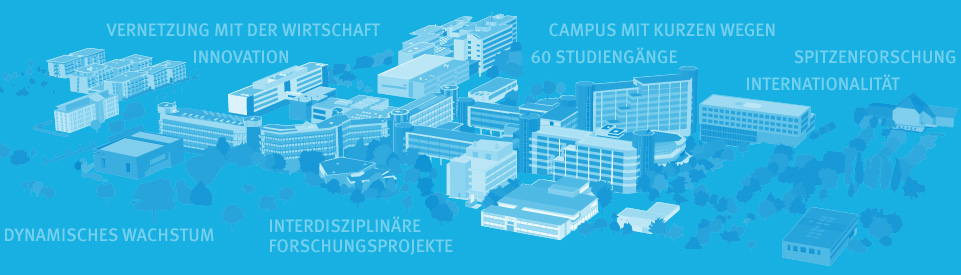 VERNETZUNG MIT DER WIRTSCHAFT
CAMPUS MIT KURZEN WEGEN
INNOVATION
60 STUDIENGÄNGE
SPITZENFORSCHUNG
INTERNATIONALITÄT
DYNAMISCHES WACHSTUM
INTERDISZIPLINÄRE
FORSCHUNGSPROJEKTE